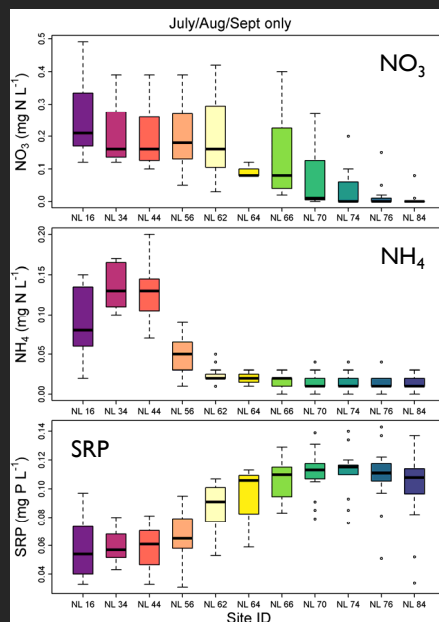 July/Aug/Sept only
NO₃
NO₃ (mg N L⁻¹)
0.5
0.4
0.3
0.2
0.1
0.0
NL 16 NL 34 NL 44 NL 56 NL 62 NL 64 NL 66 NL 70 NL 74 NL 76 NL 84
NH₄
NH₄ (mg N L⁻¹)
0.20
0.15
0.10
0.05
0.00
NL 16 NL 34 NL 44 NL 56 NL 62 NL 64 NL 66 NL 70 NL 74 NL 76 NL 84
SRP
SRP (mg P L⁻¹)
0.14
0.12
0.10
0.08
0.06
0.04
NL 16 NL 34 NL 44 NL 56 NL 62 NL 64 NL 66 NL 70 NL 74 NL 76 NL 84
Site ID